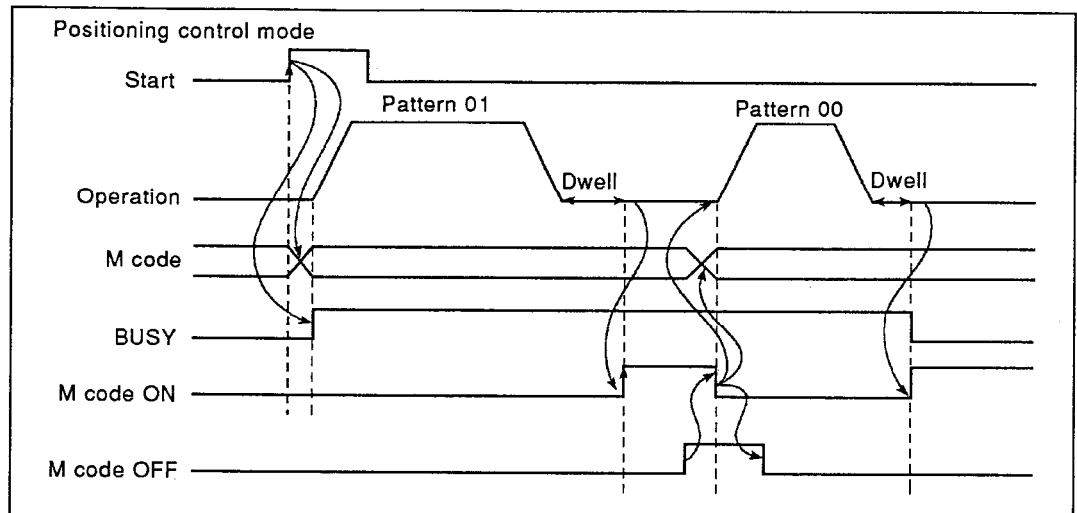 Positioning control mode
Start
Pattern 01
Pattern 00
Operation
Dwell
Dwell
M code
BUSY
M code ON
M code OFF